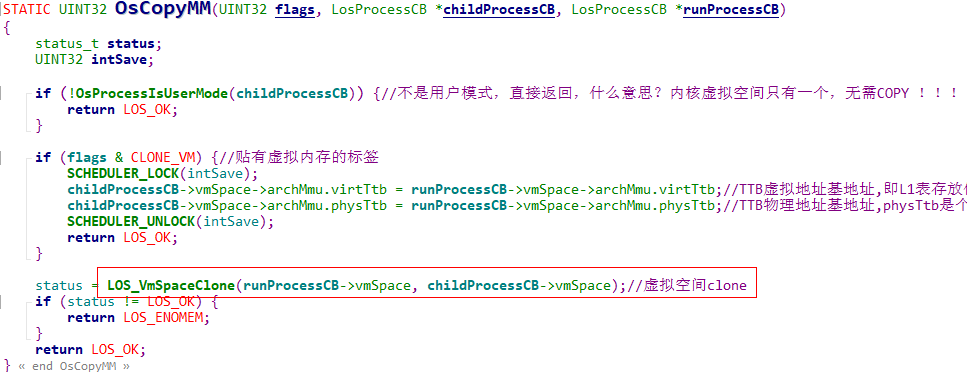 STATIC UINT32 OsCopyMM(UINT32 flags, LosProcessCB *childProcessCB, LosProcessCB *runProcessCB)
{
    status_t status;
    UINT32 intSave;

    if (!OsProcessIsUserMode(childProcessCB)) {//不是用户模式，直接返回，什么意思？内核虚拟空间只有一个，无需COPY ！！！
        return LOS_OK;
    }

    if (flags & CLONE_VM) {//贴有虚拟内存的标签
        SCHEDULER_LOCK(intSave);
        childProcessCB->vmSpace->archMmu.virtTtb = runProcessCB->vmSpace->archMmu.virtTtb;//TTB虚拟地址基地址,即L1表存放
        childProcessCB->vmSpace->archMmu.physTtb = runProcessCB->vmSpace->archMmu.physTtb;//TTB物理地址基地址,physTtb是个
        SCHEDULER_UNLOCK(intSave);
        return LOS_OK;
    }

    status = LOS_VmSpaceClone(runProcessCB->vmSpace, childProcessCB->vmSpace);//虚拟空间clone
    if (status != LOS_OK) {
        return LOS_ENOMEM;
    }
    return LOS_OK;
} « end OsCopyMM »